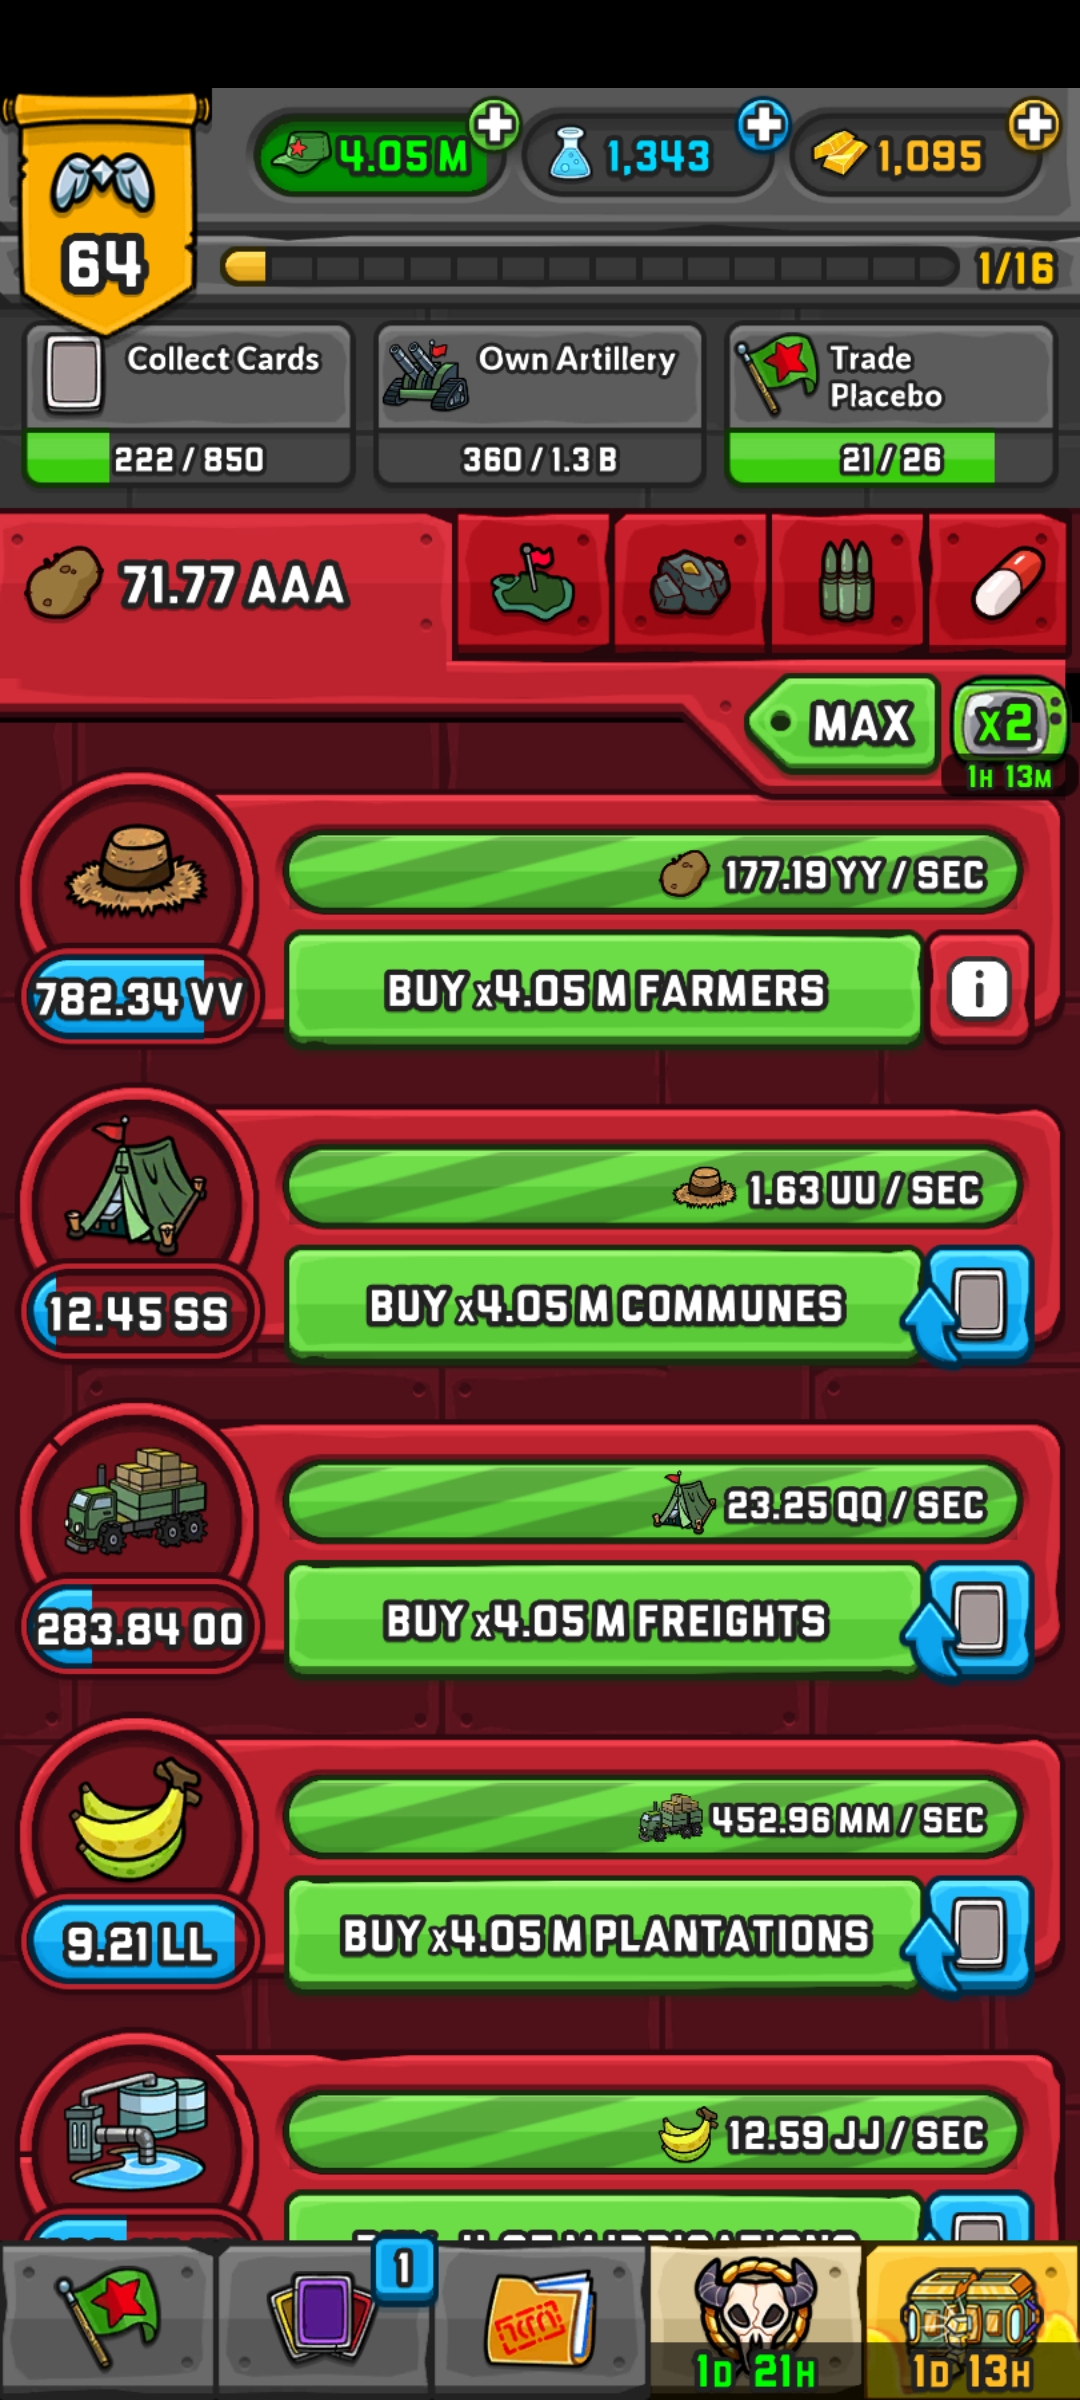 64
4.05 M
1,343
1,095
1/16
Collect Cards
222 / 850
Own Artillery
360 / 1.3 B
Trade
Placebo
21 / 26
71.77 AAA
MAX
x2
1H 13M
177.19 YY / SEC
782.34 VV
BUY x4.05 M FARMERS
i
1.63 UU / SEC
12.45 SS
BUY x4.05 M COMMUNES
23.25 QQ / SEC
283.84 OO
BUY x4.05 M FREIGHTS
452.96 MM / SEC
9.21 LL
BUY x4.05 M PLANTATIONS
12.59 JJ / SEC
1
1D 21H
1D 13H